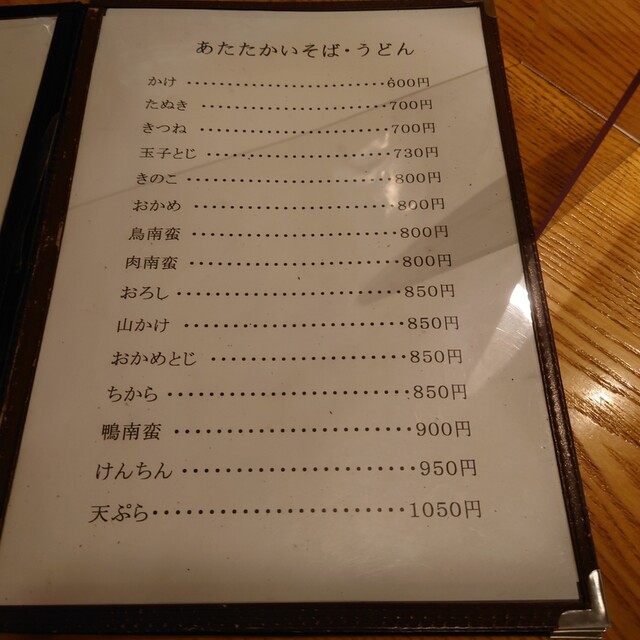 あたたかいそば・うどん
かけ ・・・・・・・・・・・・・・・・・・・・・・・・・ 600円
たぬき ・・・・・・・・・・・・・・・・・・・・・・・ 700円
きつね ・・・・・・・・・・・・・・・・・・・・・・・ 700円
玉子とじ ・・・・・・・・・・・・・・・・・・・・・・ 730円
きのこ ・・・・・・・・・・・・・・・・・・・・・・・ 800円
おかめ ・・・・・・・・・・・・・・・・・・・・・・・ 800円
鳥南蛮 ・・・・・・・・・・・・・・・・・・・・・・・ 800円
肉南蛮 ・・・・・・・・・・・・・・・・・・・・・・・ 800円
おろし ・・・・・・・・・・・・・・・・・・・・・・・ 850円
山かけ ・・・・・・・・・・・・・・・・・・・・・・・ 850円
おかめとじ ・・・・・・・・・・・・・・・・・・・・ 850円
ちから ・・・・・・・・・・・・・・・・・・・・・・・ 850円
鴨南蛮 ・・・・・・・・・・・・・・・・・・・・・・・ 900円
けんちん ・・・・・・・・・・・・・・・・・・・・・・ 950円
天ぷら ・・・・・・・・・・・・・・・・・・・・・・・ 1050円